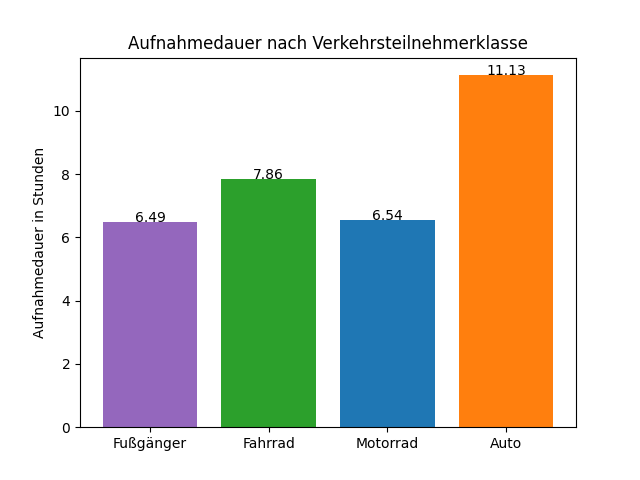 Aufnahmedauer nach Verkehrsteilnehmerklasse
Aufnahmedauer in Stunden
10
8
6
4
2
0
6.49
7.86
6.54
11.13
Fußgänger
Fahrrad
Motorrad
Auto